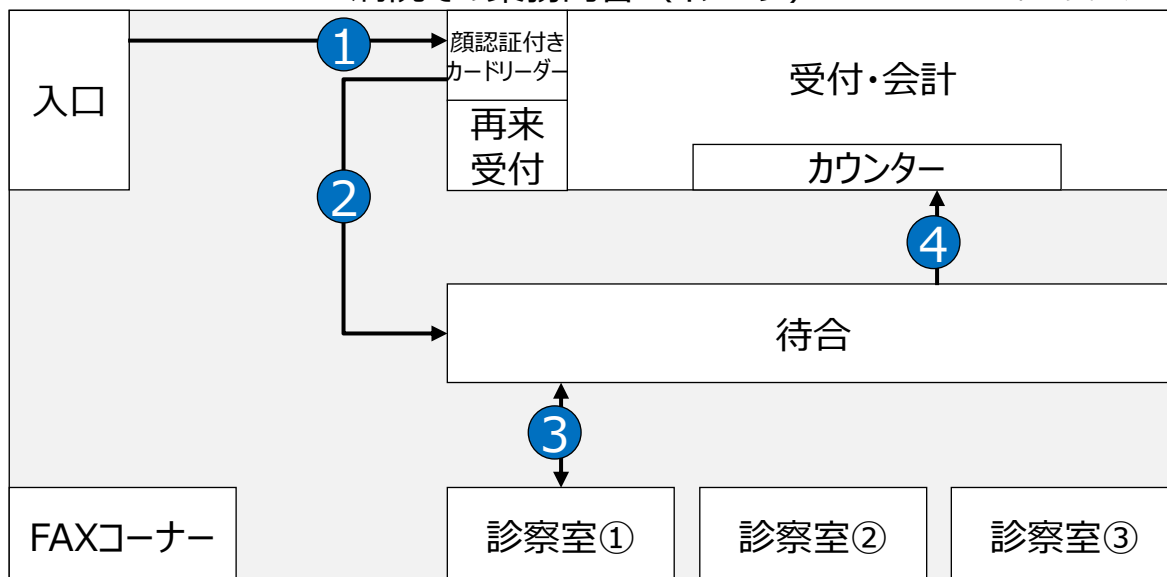 1
顔認証付き
カードリーダー
入口
受付・会計
再来
受付
カウンター
2
4
待合
3
FAXコーナー
診察室①
診察室②
診察室③